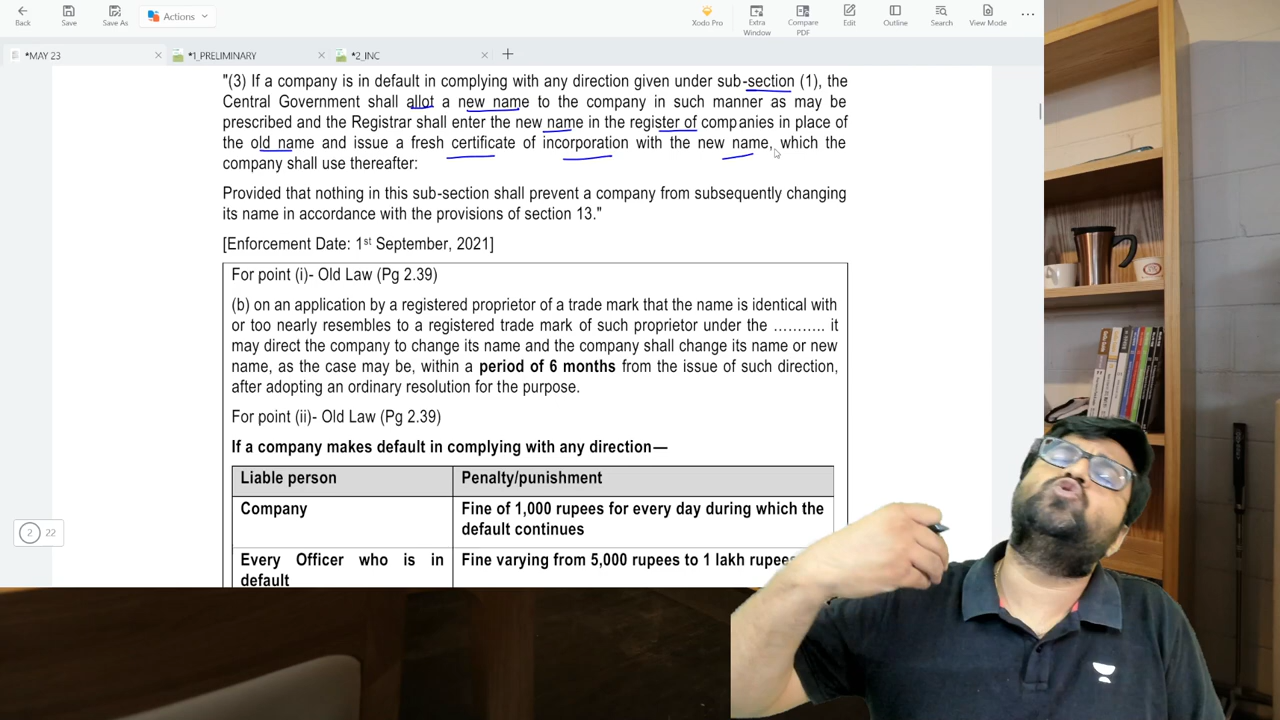 Back
Save
Save As
Actions
Xodo Pro
Extra Window
Compare PDF
Edit
Outline
Search
View Mode
*MAY 23
*1_PRELIMINARY
*2_INC
"(3) If a company is in default in complying with any direction given under sub-section (1), the
Central Government shall allot a new name to the company in such manner as may be
prescribed and the Registrar shall enter the new name in the register of companies in place of
the old name and issue a fresh certificate of incorporation with the new name, which the
company shall use thereafter:
Provided that nothing in this sub-section shall prevent a company from subsequently changing
its name in accordance with the provisions of section 13."
[Enforcement Date: 1st September, 2021]
For point (i)- Old Law (Pg 2.39)
(b) on an application by a registered proprietor of a trade mark that the name is identical with
or too nearly resembles to a registered trade mark of such proprietor under the ……….. it
may direct the company to change its name and the company shall change its name or new
name, as the case may be, within a period of 6 months from the issue of such direction,
after adopting an ordinary resolution for the purpose.
For point (ii)- Old Law (Pg 2.39)
If a company makes default in complying with any direction—
Liable person Penalty/punishment
Company Fine of 1,000 rupees for every day during which the
default continues
Every Officer who is in Fine varying from 5,000 rupees to 1 lakh rupees
default
2 22